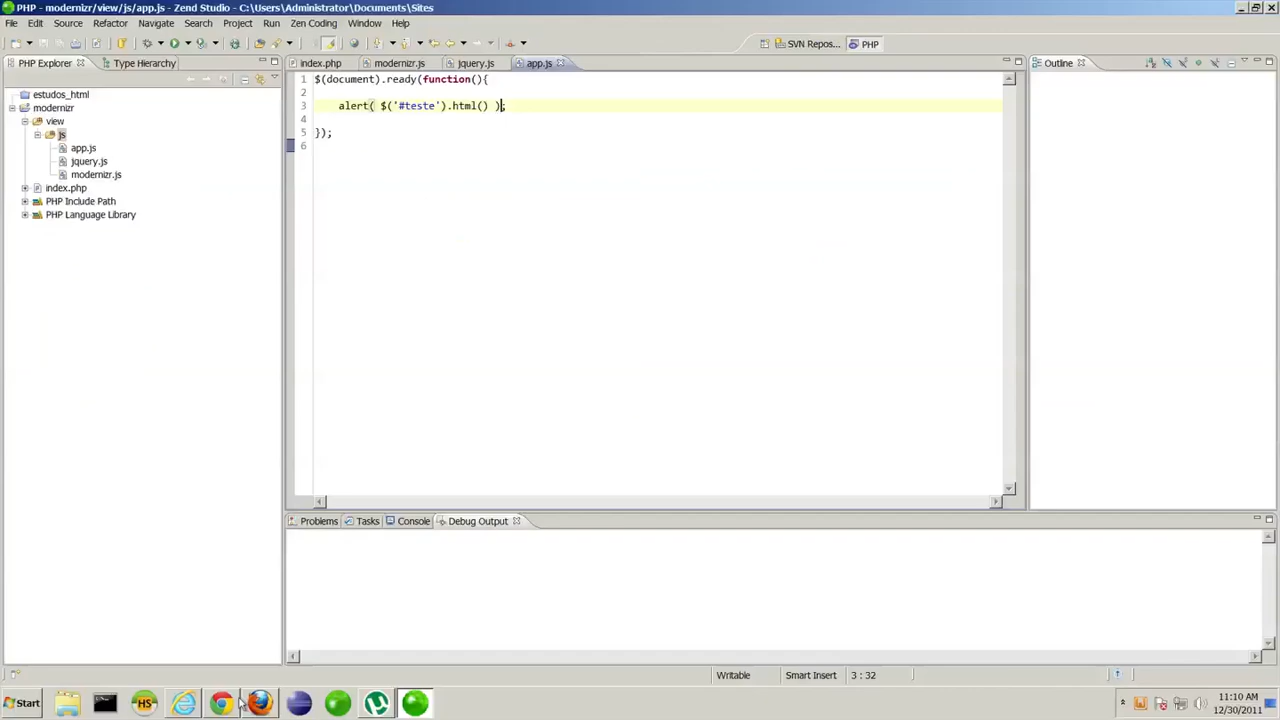 PHP - modernizr/view/js/app.js - Zend Studio - C:\Users\Administrator\Documents\Sites
File Edit Source Refactor Navigate Search Project Run Zen Coding Window Help
SVN Repos... PHP
PHP Explorer Type Hierarchy
index.php modernizr.js jquery.js app.js
Outline
estudos_html
modernizr
view
js
app.js
jquery.js
modernizr.js
index.php
PHP Include Path
PHP Language Library
1 $(document).ready(function(){
2
3 alert( $('#teste').html() );
4
5 });
6
Problems Tasks Console Debug Output
Writable Smart Insert 3 : 32
Start HS 11:10 AM
12/30/2011